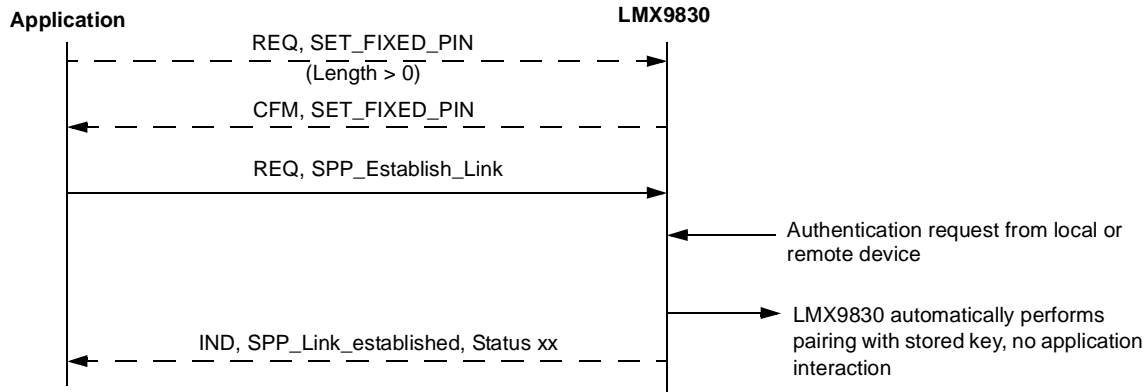 Application
LMX9830
REQ, SET_FIXED_PIN
(Length > 0)
CFM, SET_FIXED_PIN
REQ, SPP_Establish_Link
Authentication request from local or
remote device
LMX9830 automatically performs
pairing with stored key, no application
interaction
IND, SPP_Link_established, Status xx